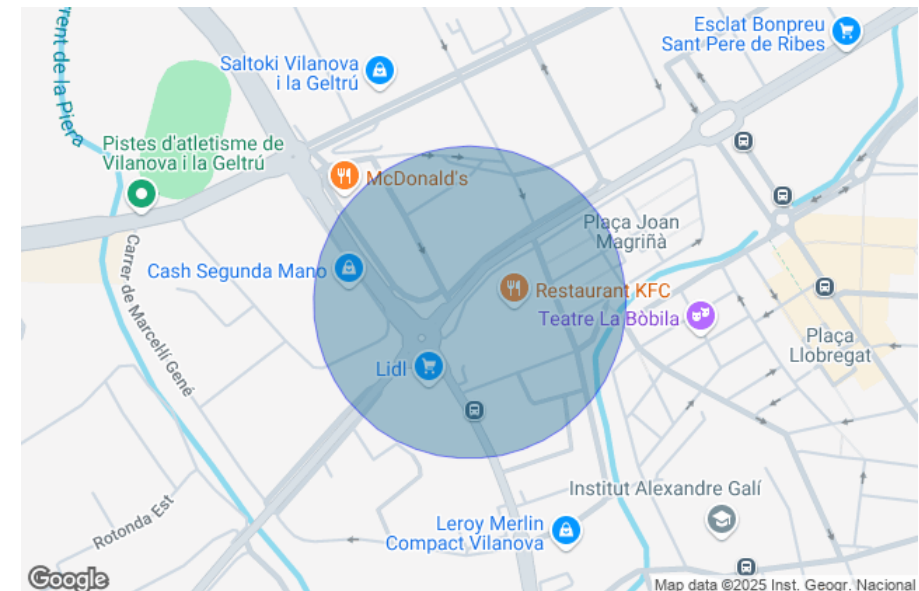 Esclat Bonpreu
Sant Pere de Ribes
Saltoki Vilanova
i la Geltrú
rent de la Piera
Pistes d'atletisme de
Vilanova i la Geltrú
McDonald's
Plaça Joan
Magriñà
Carrer de Marcel·lí Gené
Cash Segunda Mano
Restaurant KFC
Teatre La Bòbila
Plaça
Llobregat
Lidl
Institut Alexandre Galí
Rotonda Est
Leroy Merlin
Compact Vilanova
Google
Map data ©2025 Inst. Geogr. Nacional